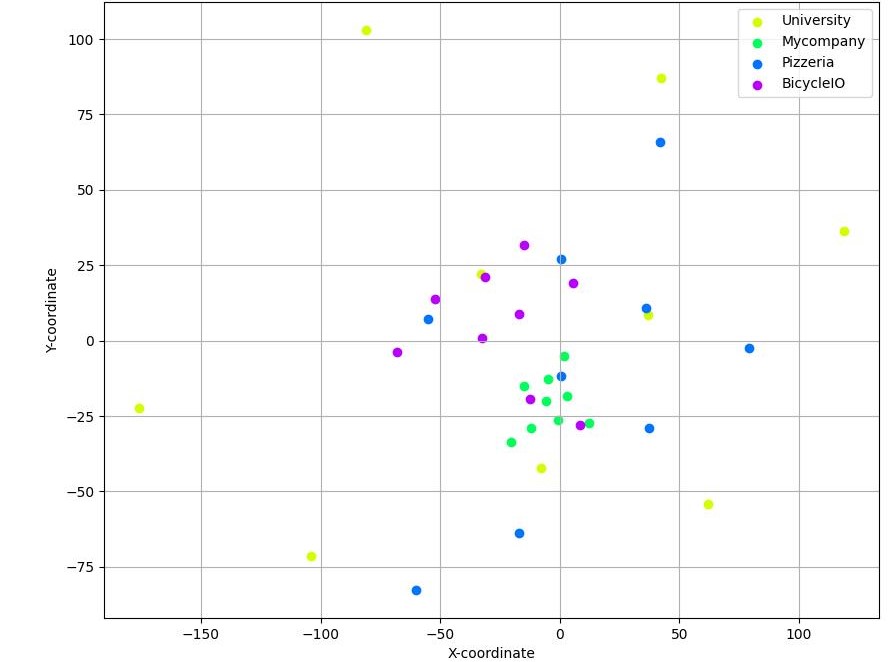 University
Mycompany
Pizzeria
BicycleIO
100
75
50
25
0
−25
−50
−75
Y-coordinate
−150
−100
−50
0
50
100
X-coordinate